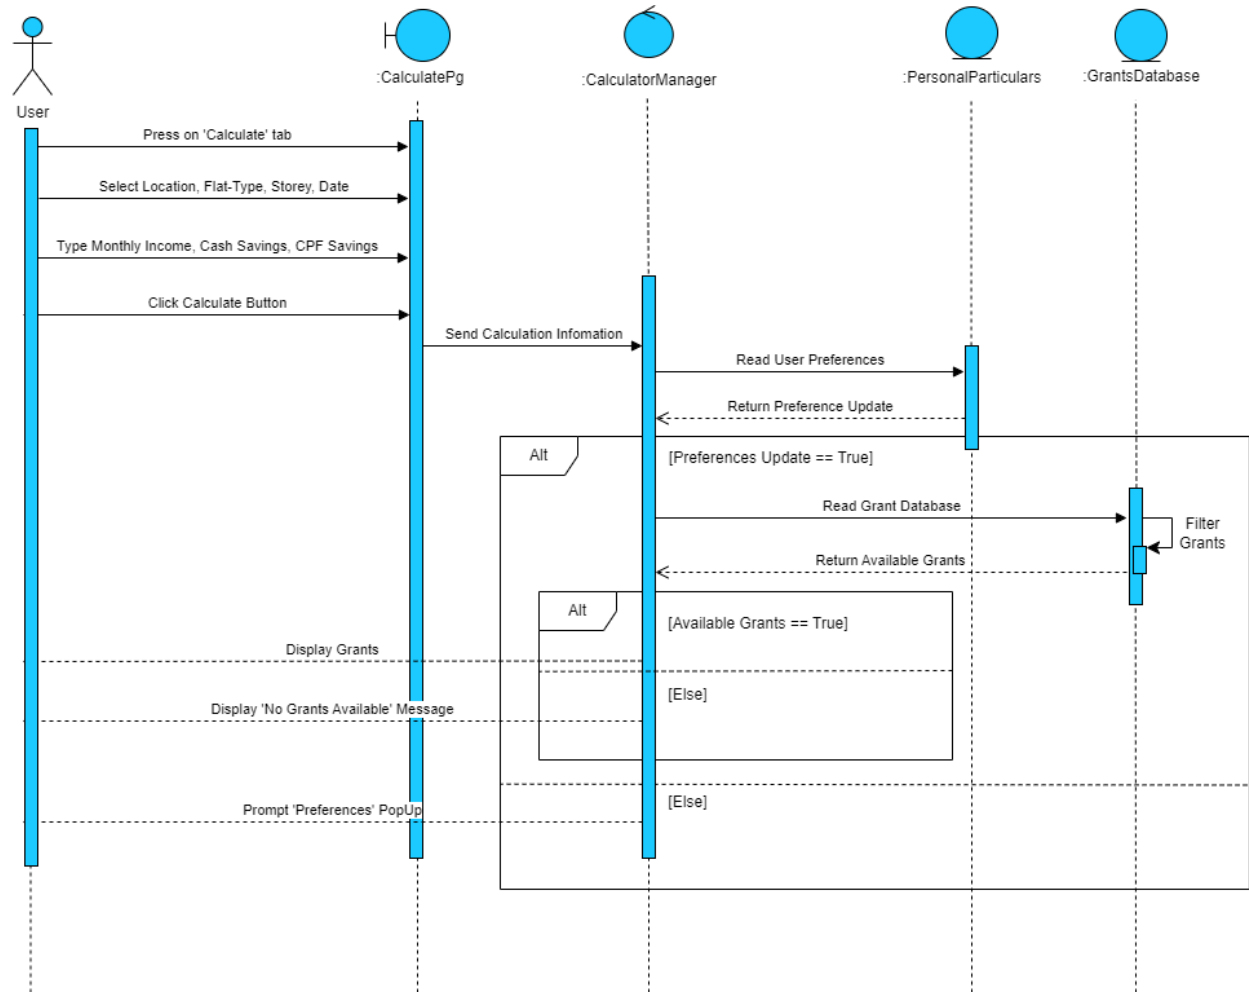 :CalculatePg
:CalculatorManager
:PersonalParticulars
:GrantsDatabase
User
Press on 'Calculate' tab
Select Location, Flat-Type, Storey, Date
Type Monthly Income, Cash Savings, CPF Savings
Click Calculate Button
Send Calculation Infomation
Read User Preferences
Return Preference Update
Alt
[Preferences Update == True]
Read Grant Database
Filter
Grants
Return Available Grants
Alt
[Available Grants == True]
Display Grants
[Else]
Display 'No Grants Available' Message
[Else]
Prompt 'Preferences' PopUp